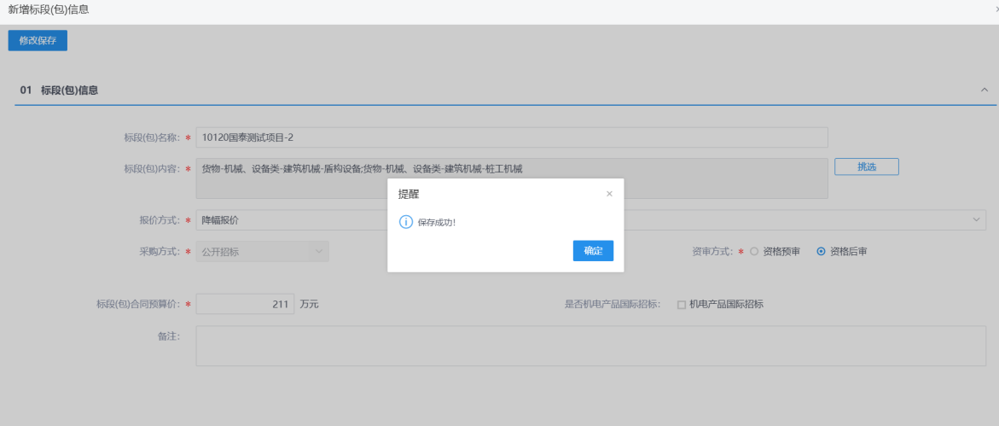 新增标段(包)信息
修改保存
01 标段(包)信息
标段(包)名称: * 10120国泰测试项目-2
标段(包)内容: * 货物-机械、设备类-建筑机械-盾构设备;货物-机械、设备类-建筑机械-桩工机械 挑选
提醒
保存成功!
确定
报价方式: * 降幅报价
采购方式: * 公开招标 资审方式: * 资格预审 资格后审
标段(包)合同预算价: * 211 万元 是否机电产品国际招标: 机电产品国际招标
备注: